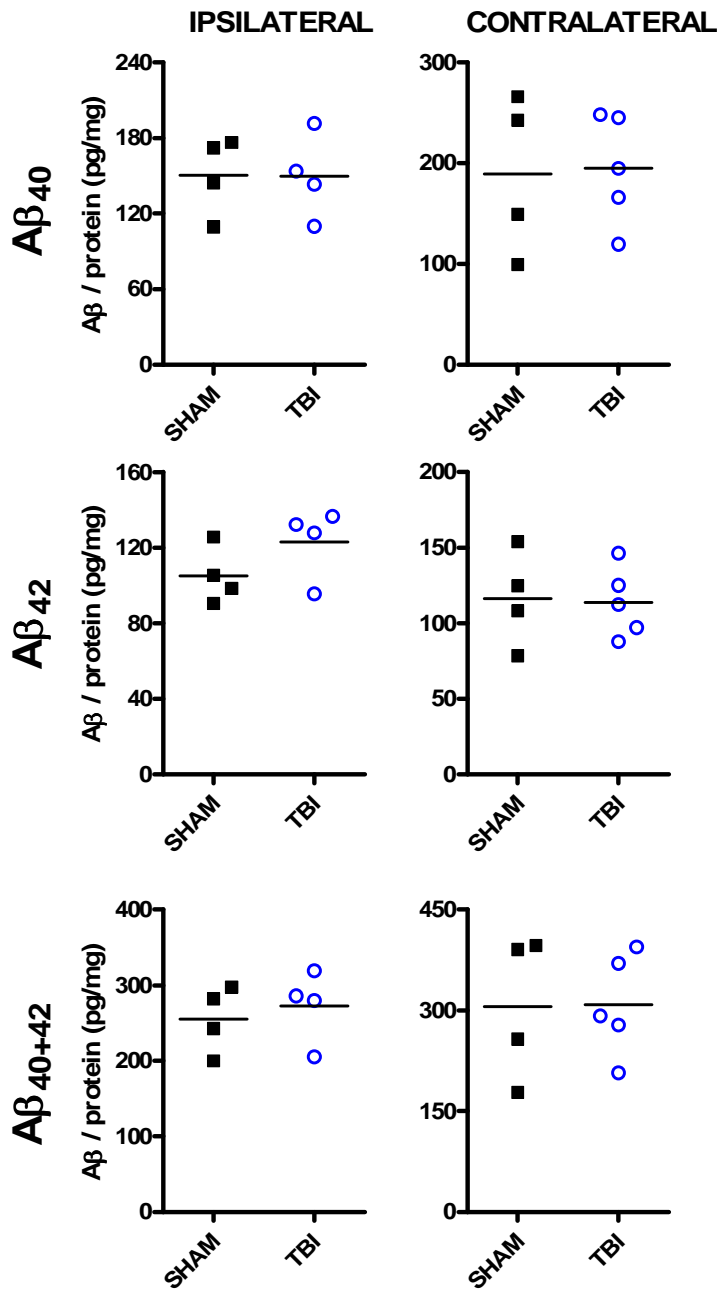 IPSILATERAL
CONTRALATERAL
Aβ40
Aβ / protein (pg/mg)
240
180
120
60
0
SHAM
TBI
300
200
100
0
SHAM
TBI
Aβ42
Aβ / protein (pg/mg)
160
120
80
40
0
SHAM
TBI
200
150
100
50
0
SHAM
TBI
Aβ40+42
Aβ / protein (pg/mg)
400
300
200
100
0
SHAM
TBI
450
300
150
0
SHAM
TBI